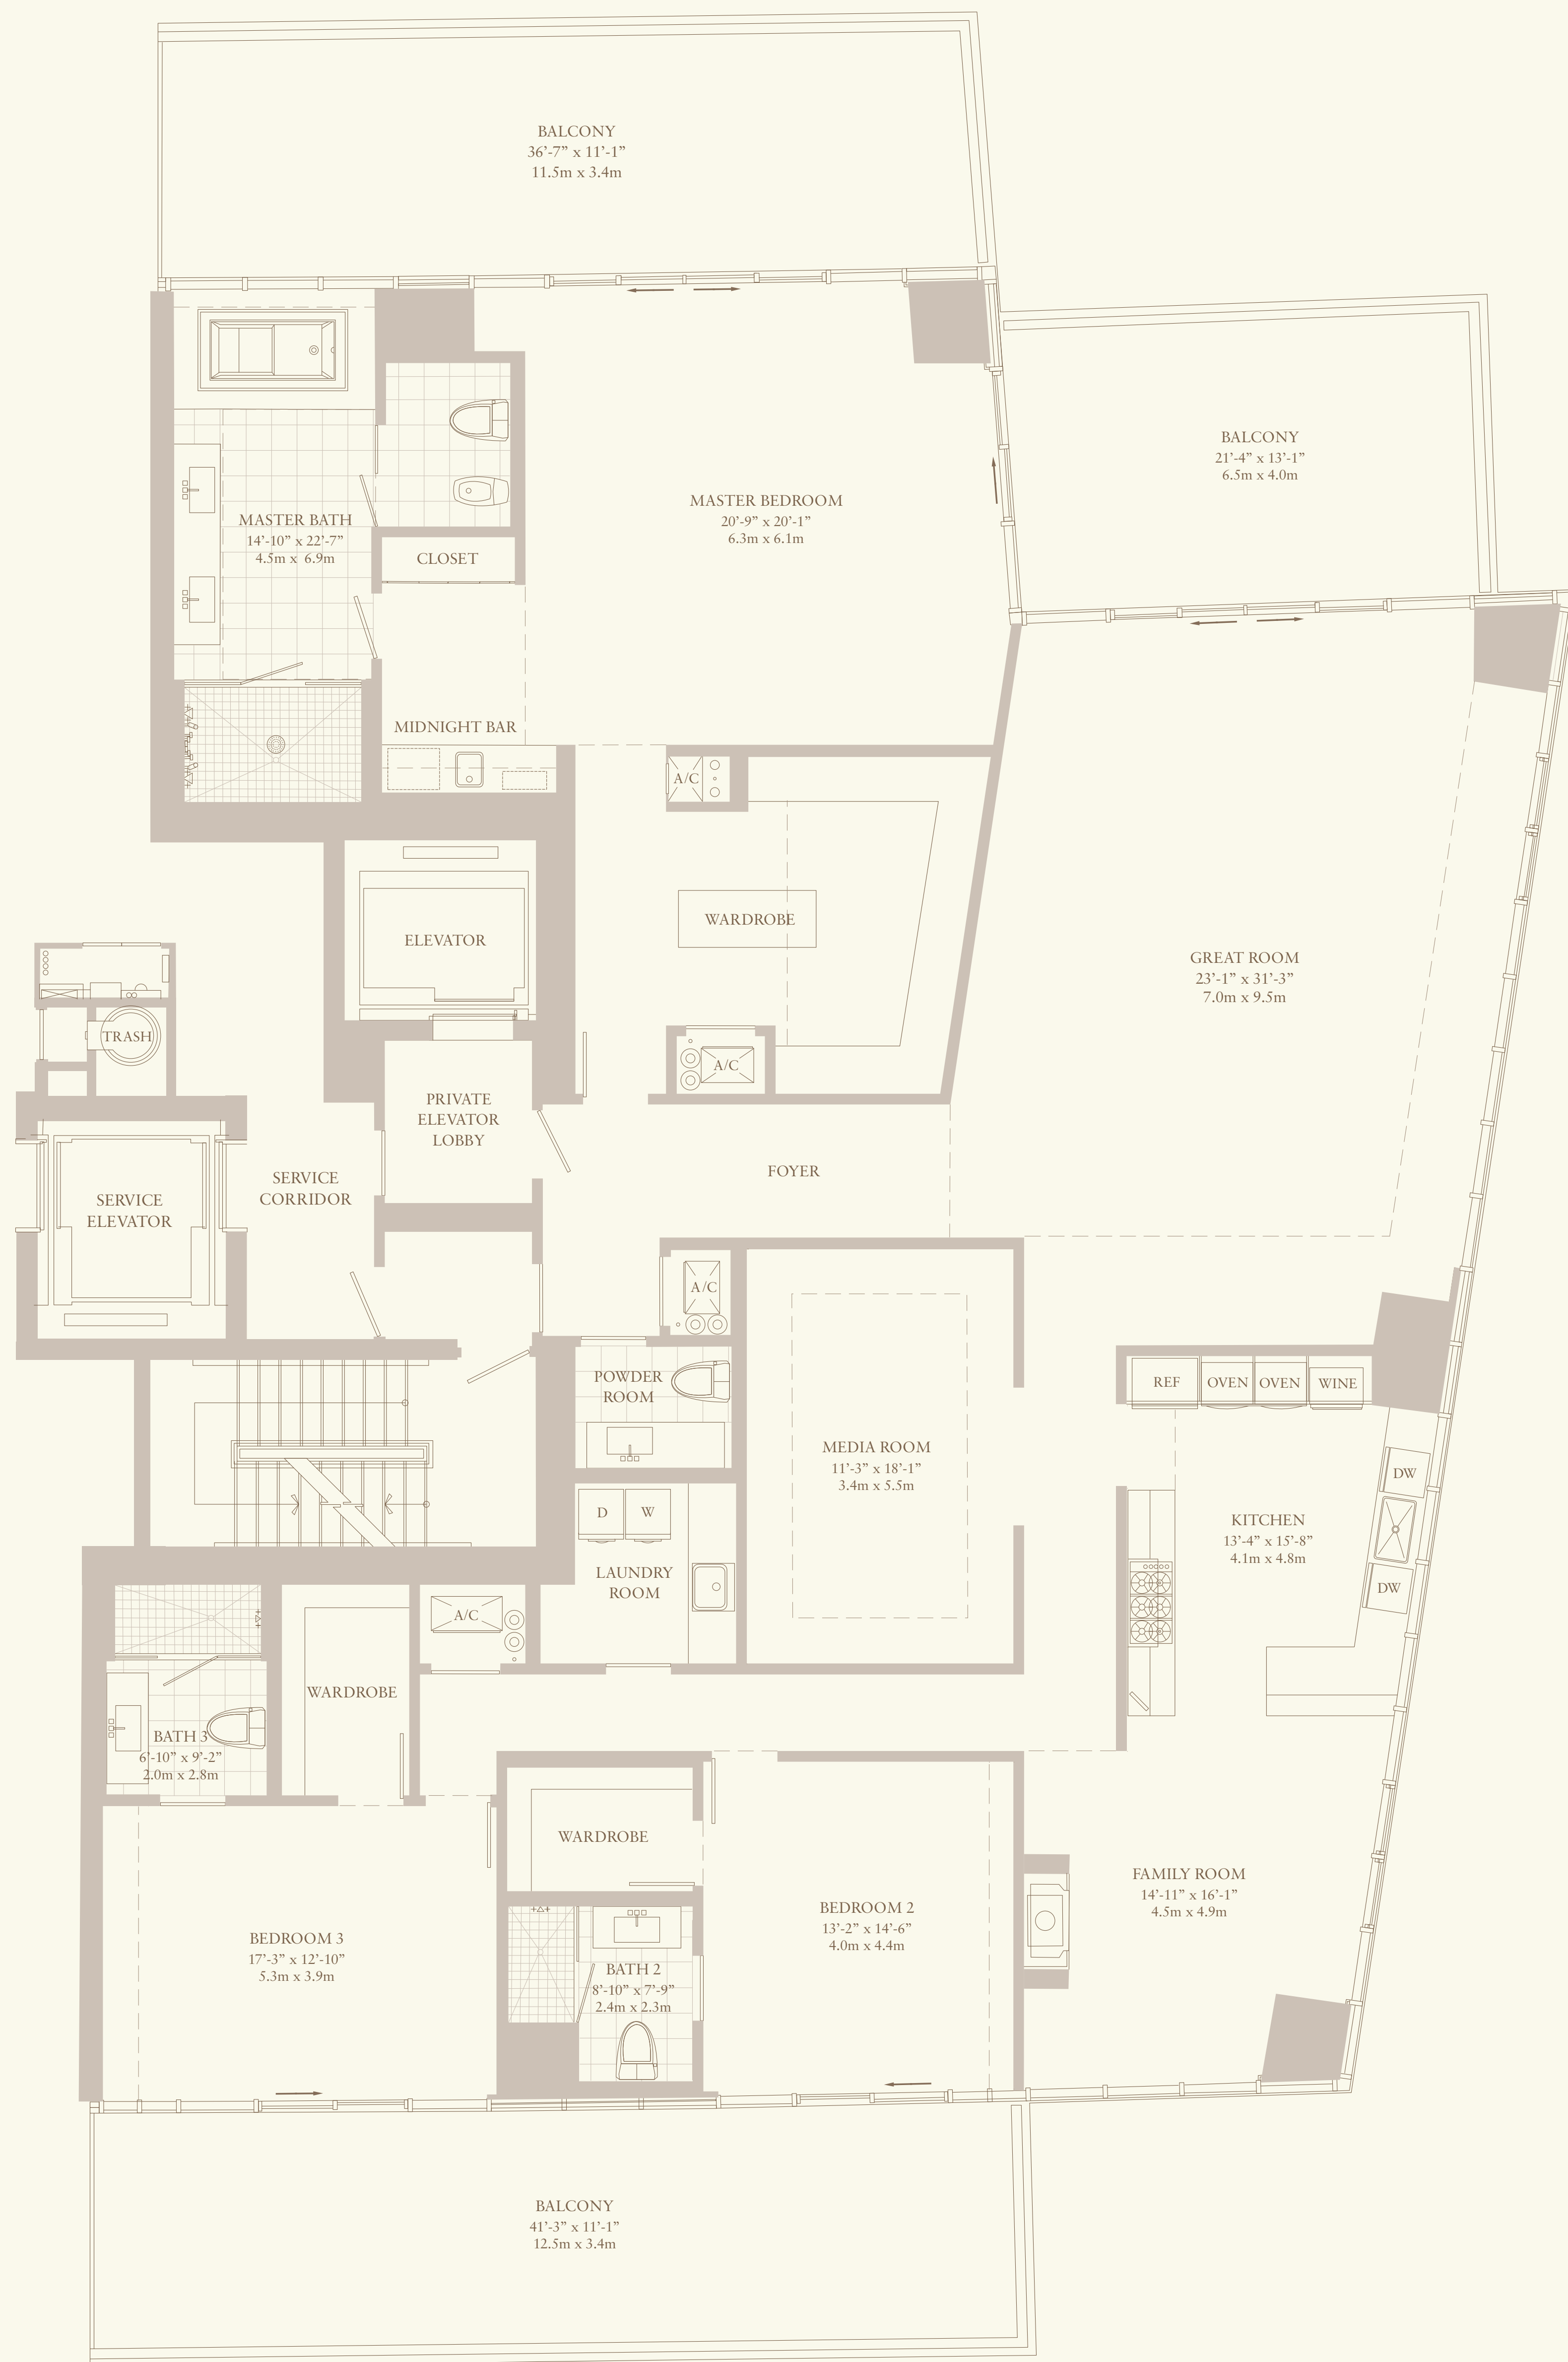 BALCONY
36’-7” x 11’-1”
11.5m x 3.4m
BALCONY
21’-4” x 13’-1”
6.5m x 4.0m
MASTER BEDROOM
20’-9” x 20’-1”
6.3m x 6.1m
MASTER BATH
14’-10” x 22’-7”
4.5m x 6.9m
CLOSET
MIDNIGHT BAR
A/C
WARDROBE
ELEVATOR
GREAT ROOM
23’-1” x 31’-3”
7.0m x 9.5m
TRASH
A/C
PRIVATE
ELEVATOR
LOBBY
FOYER
SERVICE
CORRIDOR
SERVICE
ELEVATOR
A/C
POWDER
ROOM
REF
OVEN
OVEN
WINE
MEDIA ROOM
11’-3” x 18’-1”
3.4m x 5.5m
DW
D
W
KITCHEN
13’-4” x 15’-8”
4.1m x 4.8m
LAUNDRY
ROOM
DW
A/C
WARDROBE
BATH 3
6’-10” x 9’-2”
2.0m x 2.8m
WARDROBE
FAMILY ROOM
14’-11” x 16’-1”
4.5m x 4.9m
BEDROOM 2
13’-2” x 14’-6”
4.0m x 4.4m
BEDROOM 3
17’-3” x 12’-10”
5.3m x 3.9m
BATH 2
8’-10” x 7’-9”
2.4m x 2.3m
BALCONY
41’-3” x 11’-1”
12.5m x 3.4m